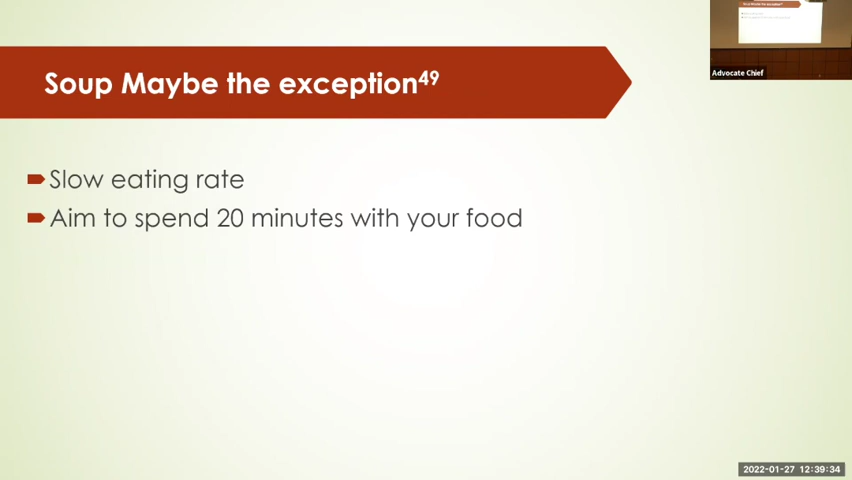 Soup Maybe the exception49
Slow eating rate
Aim to spend 20 minutes with your food
Advocate Chief
2022-01-27 12:39:34